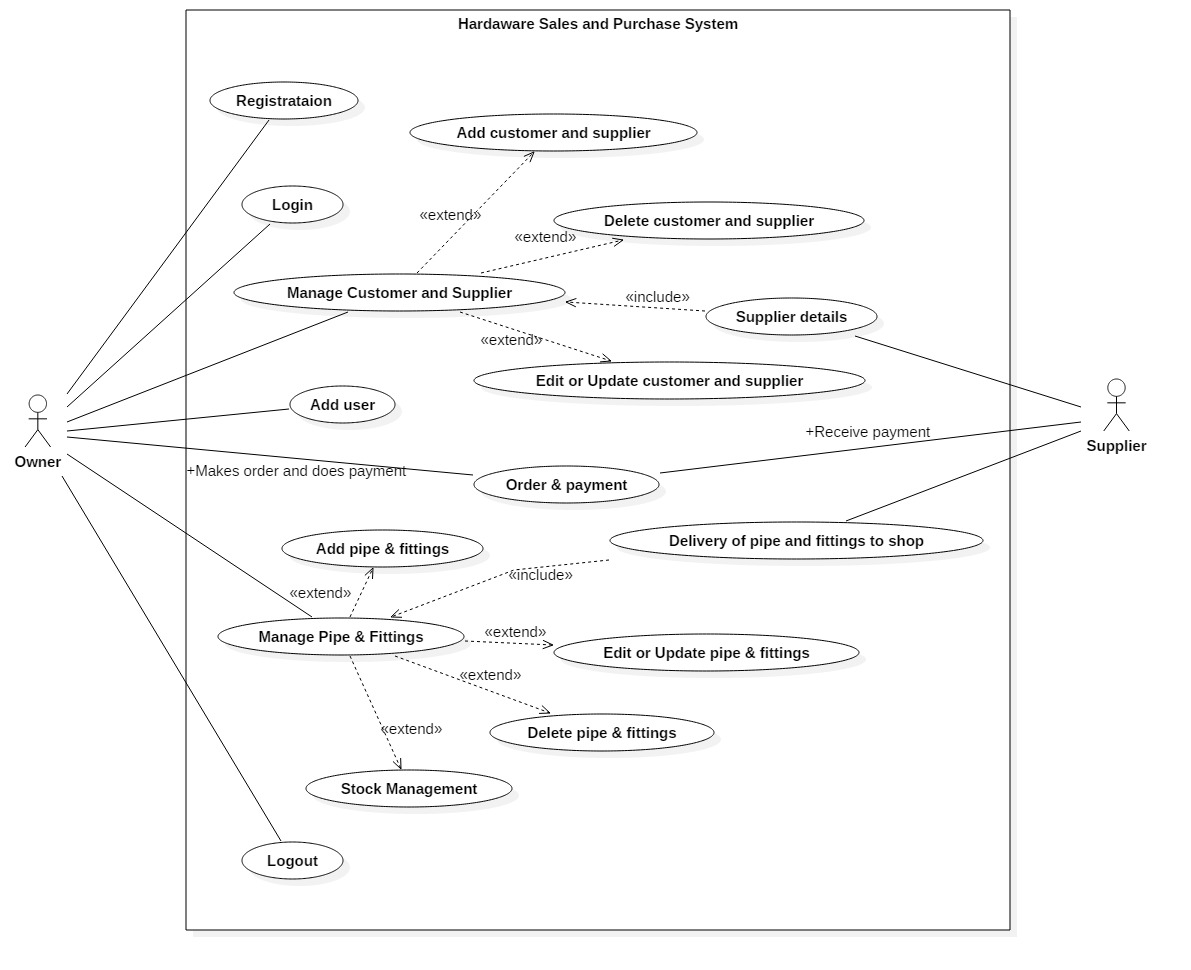 Hardaware Sales and Purchase System
Registrataion
Add customer and supplier
Login
«extend»
Delete customer and supplier
«extend»
Manage Customer and Supplier
«include»
Supplier details
«extend»
Edit or Update customer and supplier
Add user
Owner
+Receive payment
Supplier
+Makes order and does payment
Order & payment
Add pipe & fittings
Delivery of pipe and fittings to shop
«include»
«extend»
Manage Pipe & Fittings
«extend»
Edit or Update pipe & fittings
«extend»
Delete pipe & fittings
«extend»
Stock Management
Logout